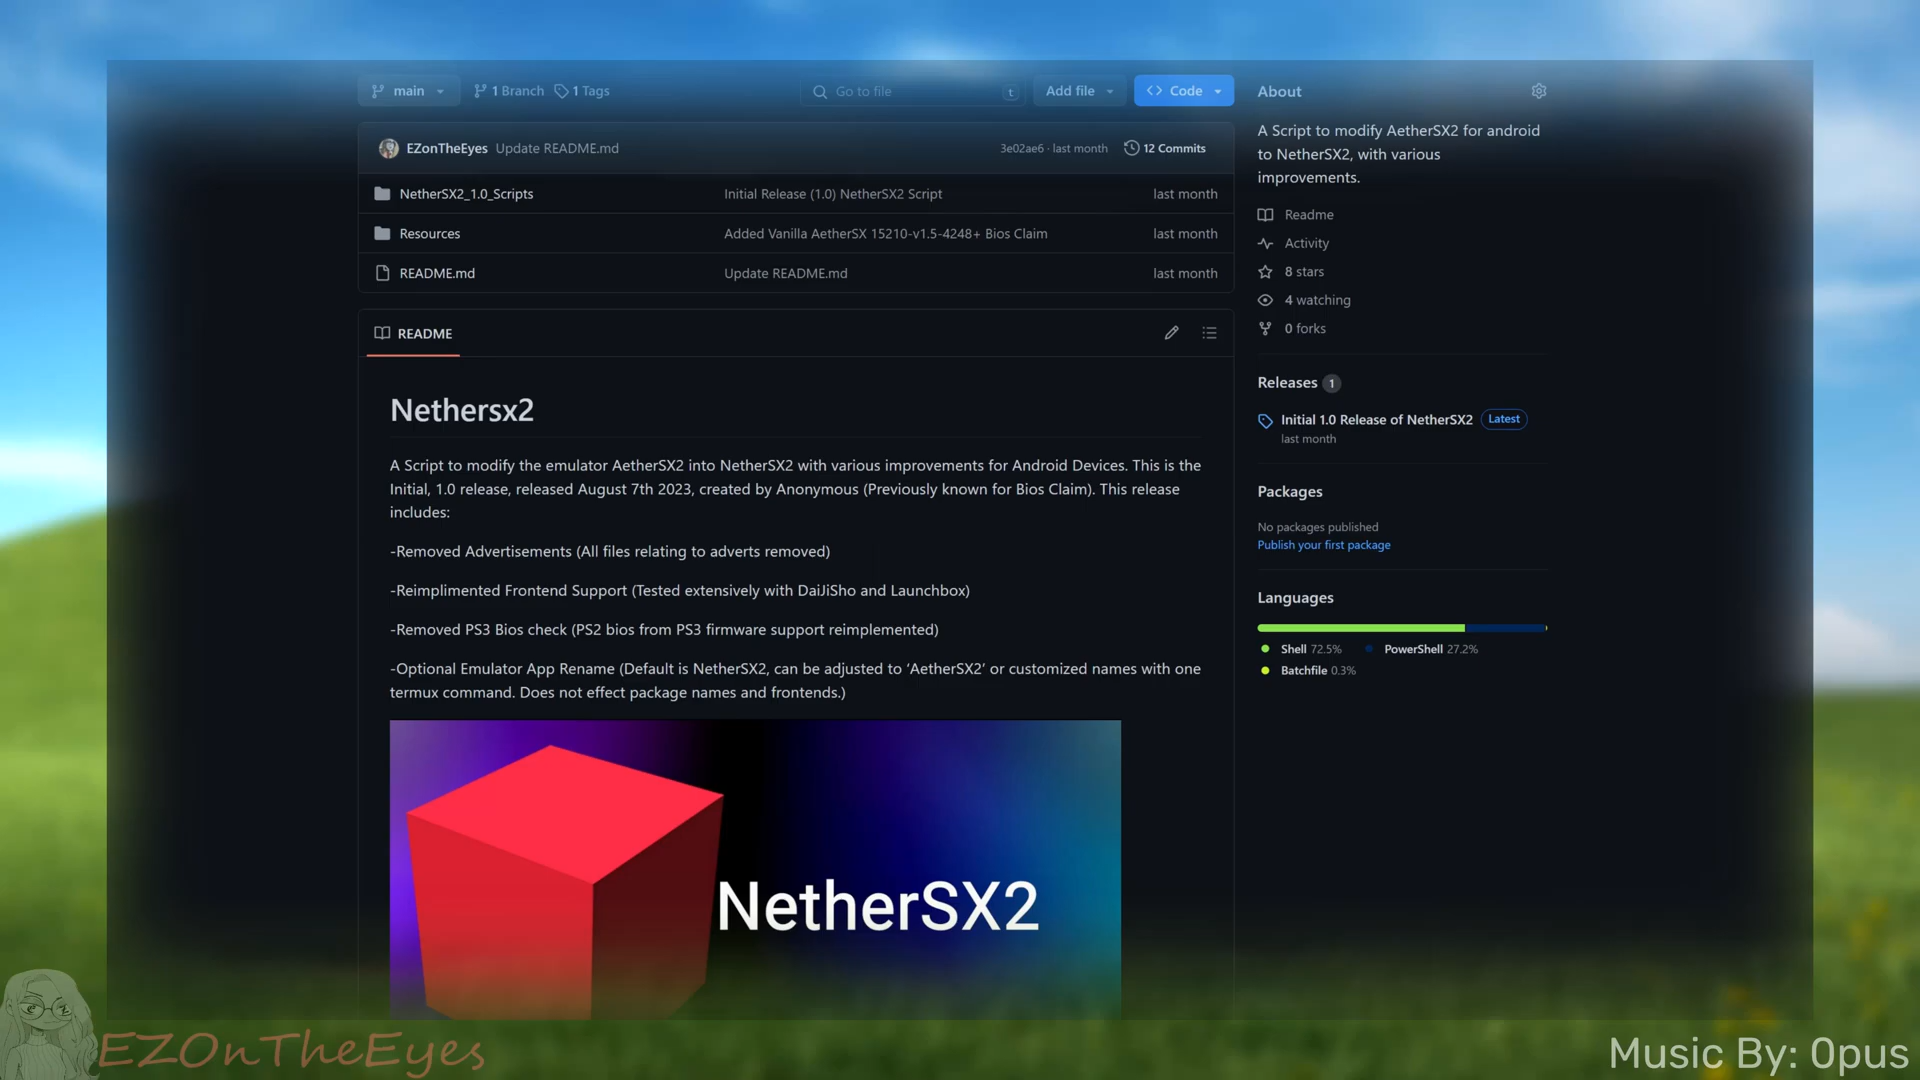 main
1 Branch
1 Tags
Go to file
t
Add file
Code
EZonTheEyes Update README.md
3e02ae6 · last month
12 Commits
NetherSX2_1.0_Scripts Initial Release (1.0) NetherSX2 Script last month
Resources Added Vanilla AetherSX 15210-v1.5-4248+ Bios Claim last month
README.md Update README.md last month
README
Nethersx2
A Script to modify the emulator AetherSX2 into NetherSX2 with various improvements for Android Devices. This is the
Initial, 1.0 release, released August 7th 2023, created by Anonymous (Previously known for Bios Claim). This release
includes:
-Removed Advertisements (All files relating to adverts removed)
-Reimplimented Frontend Support (Tested extensively with DaiJiSho and Launchbox)
-Removed PS3 Bios check (PS2 bios from PS3 firmware support reimplemented)
-Optional Emulator App Rename (Default is NetherSX2, can be adjusted to ‘AetherSX2’ or customized names with one
termux command. Does not effect package names and frontends.)
NetherSX2
About
A Script to modify AetherSX2 for android
to NetherSX2, with various
improvements.
Readme
Activity
8 stars
4 watching
0 forks
Releases 1
Initial 1.0 Release of NetherSX2 Latest
last month
Packages
No packages published
Publish your first package
Languages
Shell 72.5% PowerShell 27.2%
Batchfile 0.3%
EZOnTheEyes
Music By: Opus